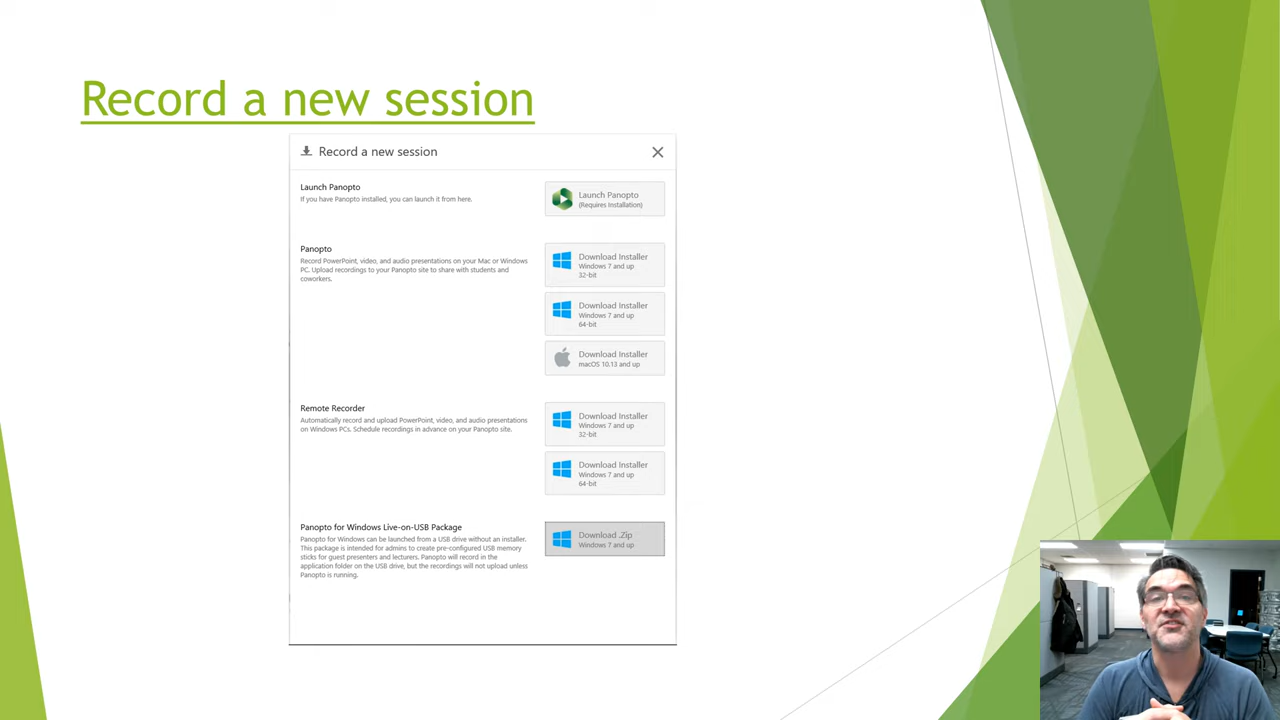 Record a new session
Record a new session
Launch Panopto
If you have Panopto installed, you can launch it from here.
Launch Panopto
(Requires Installation)
Panopto
Record PowerPoint, video, and audio presentations on your Mac or Windows
PC. Upload recordings to your Panopto site to share with students and
coworkers.
Download Installer
Windows 7 and up
32-bit
Download Installer
Windows 7 and up
64-bit
Download Installer
macOS 10.13 and up
Remote Recorder
Automatically record and upload PowerPoint, video, and audio presentations
on Windows PCs. Schedule recordings in advance on your Panopto site.
Download Installer
Windows 7 and up
32-bit
Download Installer
Windows 7 and up
64-bit
Panopto for Windows Live-on-USB Package
Panopto for Windows can be launched from a USB drive without an installer.
This package is intended for admins to create pre-configured USB memory
sticks for guest presenters and lecturers. Panopto will record in the
application folder on the USB drive, but the recordings will not upload unless
Panopto is running.
Download .Zip
Windows 7 and up